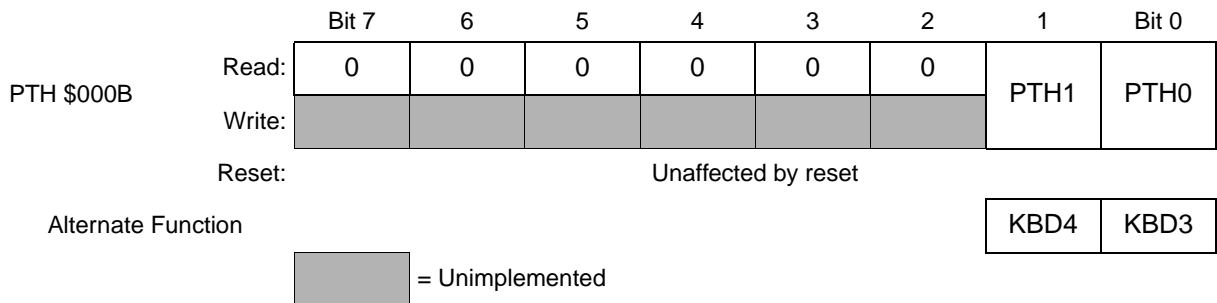 Bit 7 6 5 4 3 2 1 Bit 0
PTH $000B Read: 0 0 0 0 0 0 PTH1 PTH0
Write:
Reset: Unaffected by reset
Alternate Function KBD4 KBD3
= Unimplemented